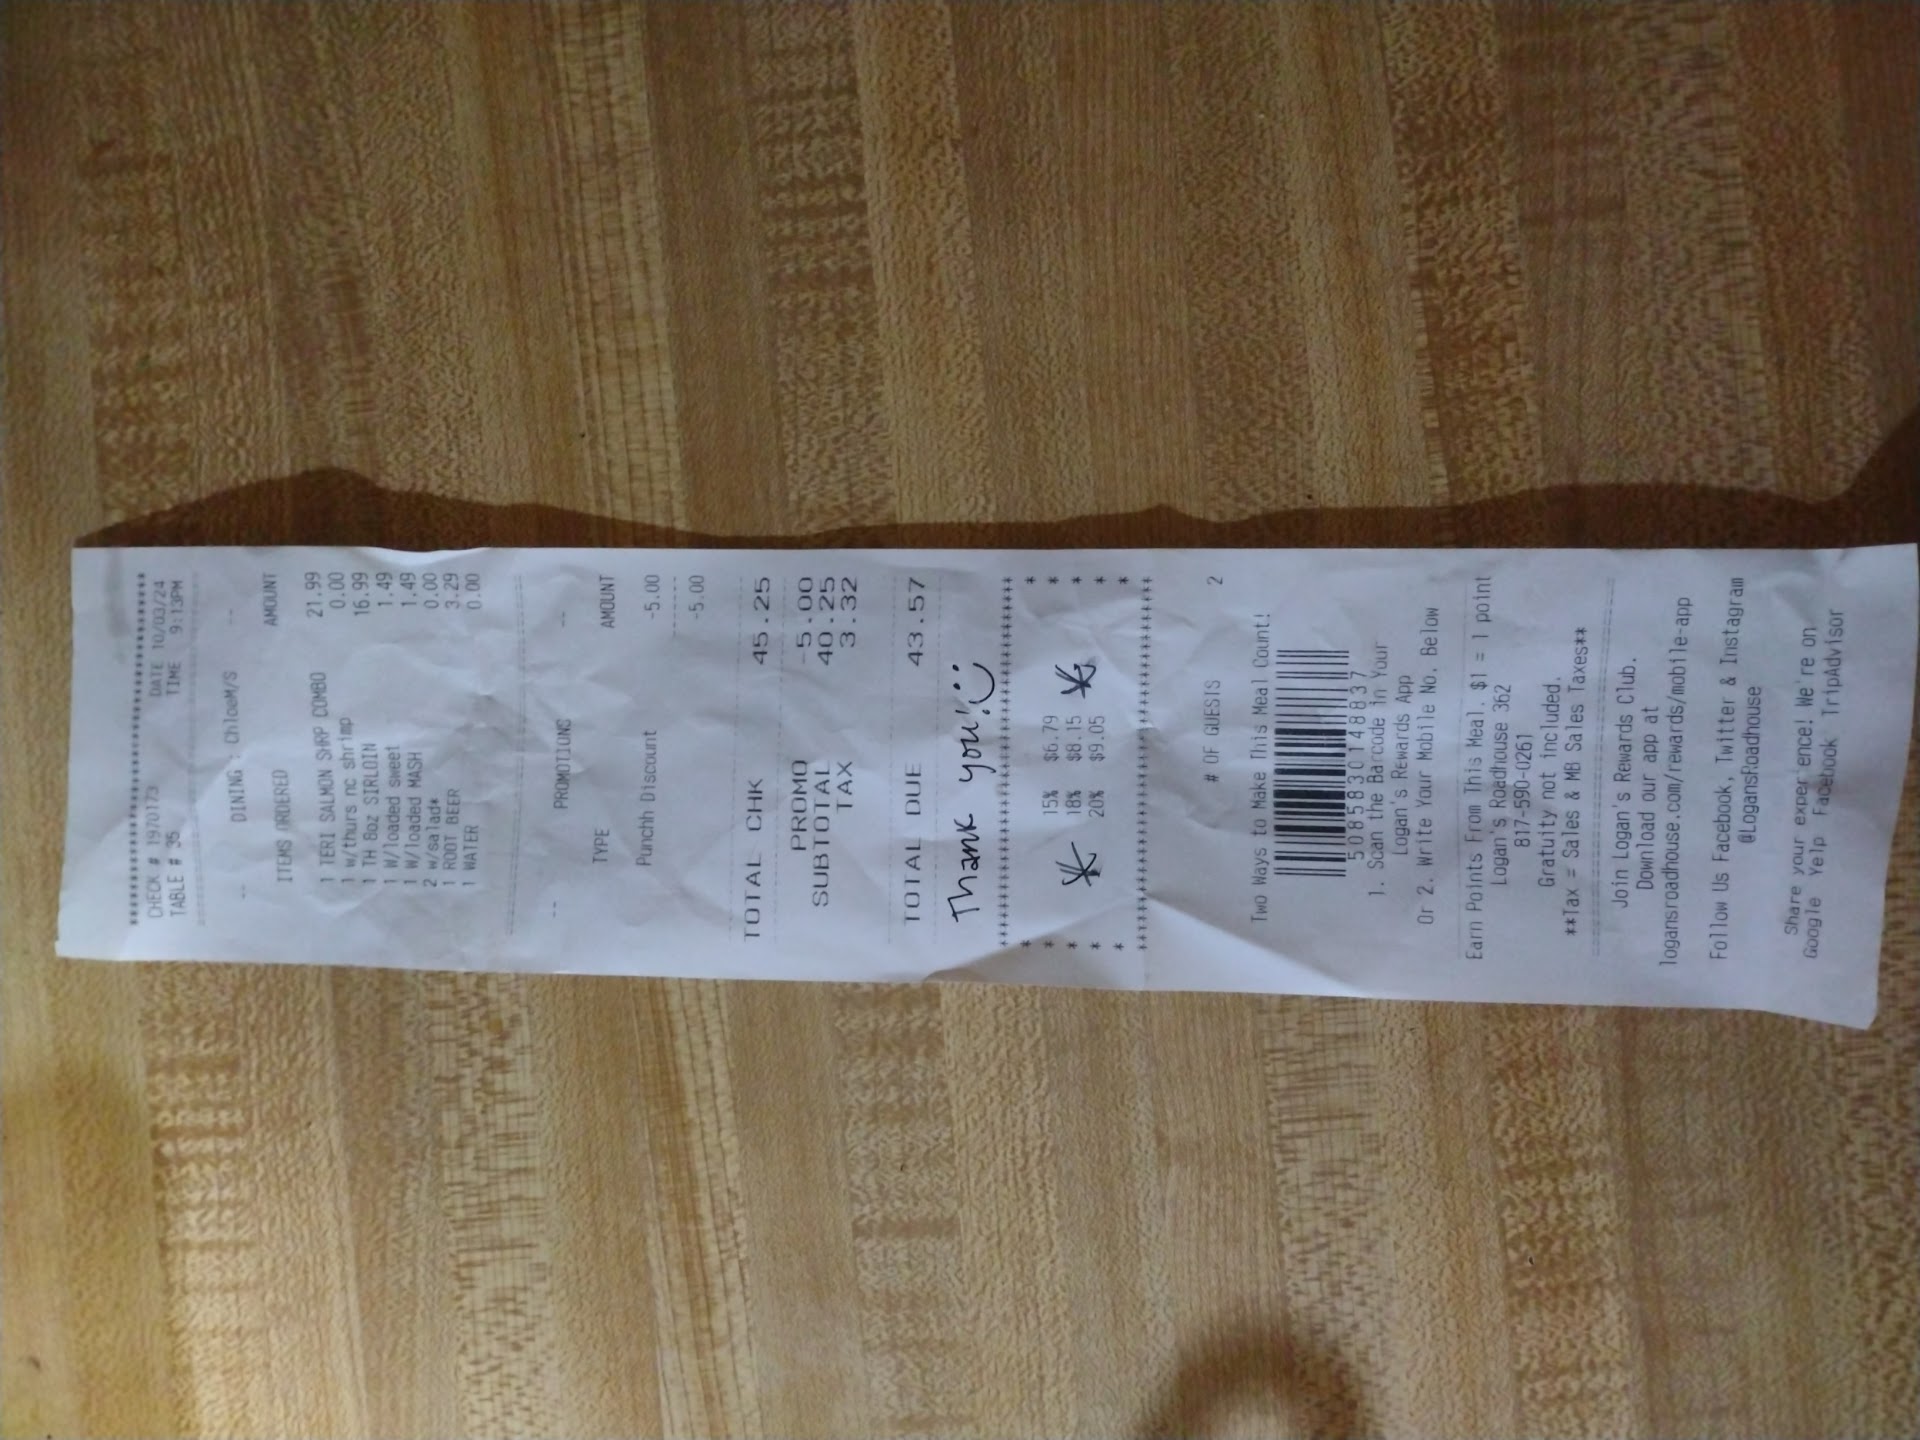 ************************************
CHECK # 1970173 DATE 10/03/24
TABLE # 35 TIME 9:13PM
-- DINING : ChloeM/S --
ITEMS ORDERED AMOUNT
1 TERI SALMON SHRP COMBO 21.99
1 w/thurs nc shrimp 0.00
1 TH 8oz SIRLOIN 16.99
1 W/loaded sweet 1.49
1 W/loaded MASH 1.49
2 w/salad* 0.00
1 ROOT BEER 3.29
1 WATER 0.00
-- PROMOTIONS --
TYPE AMOUNT
Punchh Discount -5.00
-5.00
TOTAL CHK 45.25
PROMO -5.00
SUBTOTAL 40.25
TAX 3.32
TOTAL DUE 43.57
Thank you! :)
************************************
* *
* 15% $6.79 *
* 18% $8.15 *
* 20% $9.05 *
* *
************************************
# OF GUESTS 2
Two Ways to Make This Meal Count!
5085830148837
1. Scan the Barcode in Your
Logan's Rewards App
Or 2. Write Your Mobile No. Below
Earn Points From This Meal. $1 = 1 point
Logan's Roadhouse 362
817-590-0261
Gratuity not included.
**Tax = Sales & MB Sales Taxes**
Join Logan's Rewards Club.
Download our app at
logansroadhouse.com/rewards/mobile-app
Follow Us Facebook, Twitter & Instagram
@LogansRoadhouse
Share your experience! We're on
Google Yelp Facebook TripAdvisor